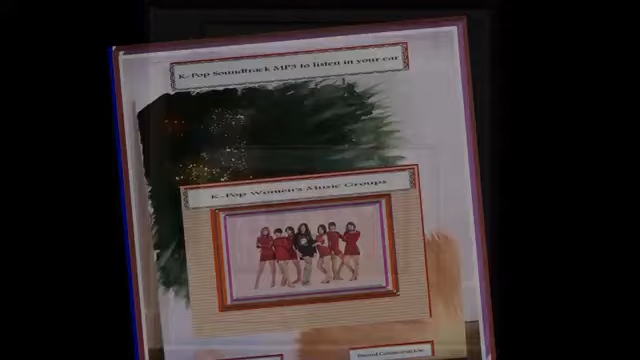 K-Pop Soundtrack MP3 to listen in your car
K-Pop Women's Music Groups